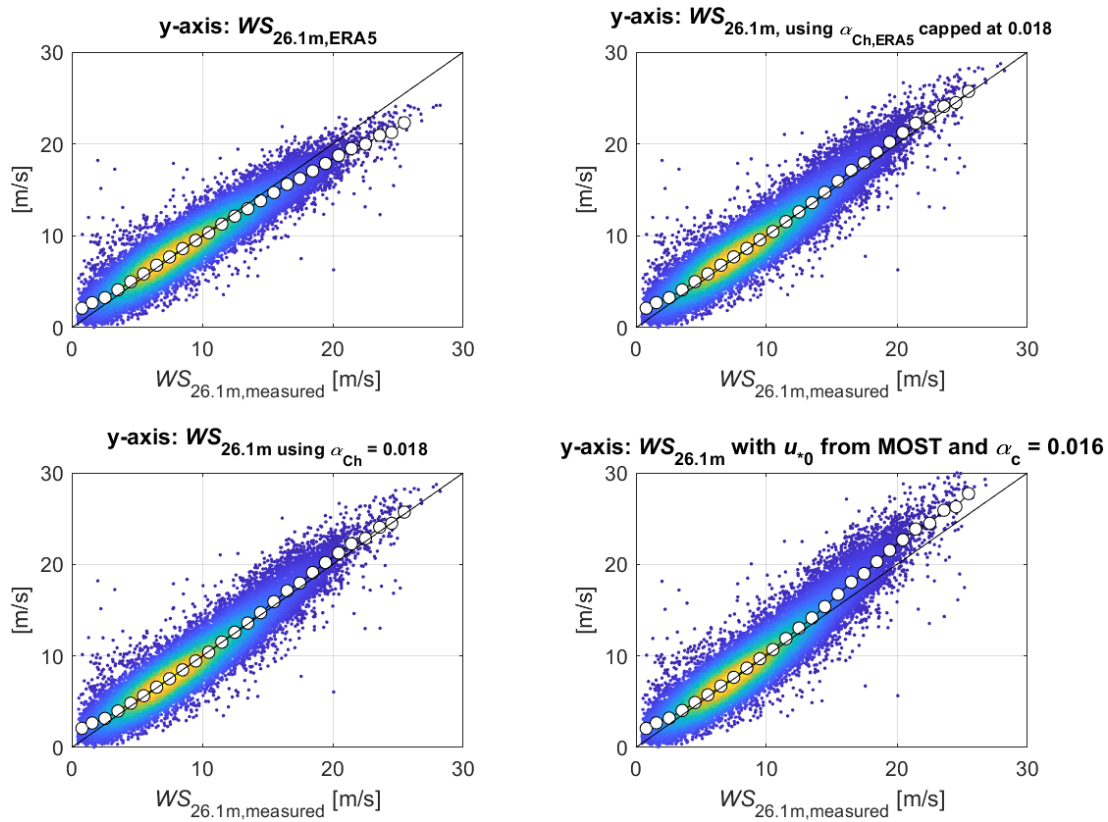 y-axis: WS26.1m,ERA5
30
20
10
0
[m/s]
0 10 20 30
WS26.1m,measured [m/s]
y-axis: WS26.1m, using αCh,ERA5 capped at 0.018
30
20
10
0
[m/s]
0 10 20 30
WS26.1m,measured [m/s]
y-axis: WS26.1m using αCh = 0.018
30
20
10
0
[m/s]
0 10 20 30
WS26.1m,measured [m/s]
y-axis: WS26.1m with u*0 from MOST and αc = 0.016
30
20
10
0
[m/s]
0 10 20 30
WS26.1m,measured [m/s]